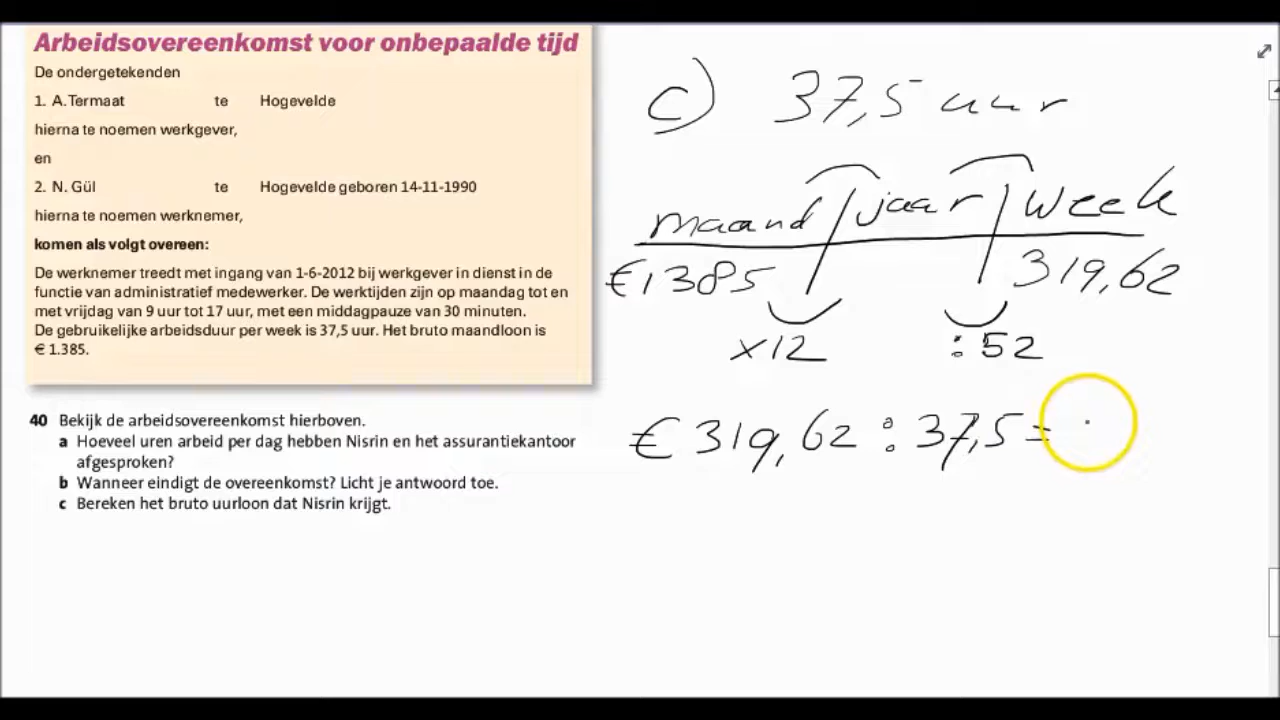 Arbeidsovereenkomst voor onbepaalde tijd
De ondergetekenden
1. A. Termaat te Hogevelde
hierna te noemen werkgever,
en
2. N. Gül te Hogevelde geboren 14-11-1990
hierna te noemen werknemer,
komen als volgt overeen:
De werknemer treedt met ingang van 1-6-2012 bij werkgever in dienst in de
functie van administratief medewerker. De werktijden zijn op maandag tot en
met vrijdag van 9 uur tot 17 uur, met een middagpauze van 30 minuten.
De gebruikelijke arbeidsduur per week is 37,5 uur. Het bruto maandloon is
€ 1.385.
40 Bekijk de arbeidsovereenkomst hierboven.
a Hoeveel uren arbeid per dag hebben Nisrin en het assurantiekantoor
afgesproken?
b Wanneer eindigt de overeenkomst? Licht je antwoord toe.
c Bereken het bruto uurloon dat Nisrin krijgt.
c) 37,5 uur
maand jaar week
€1385 319,62
x12 :52
€319,62 : 37,5 =